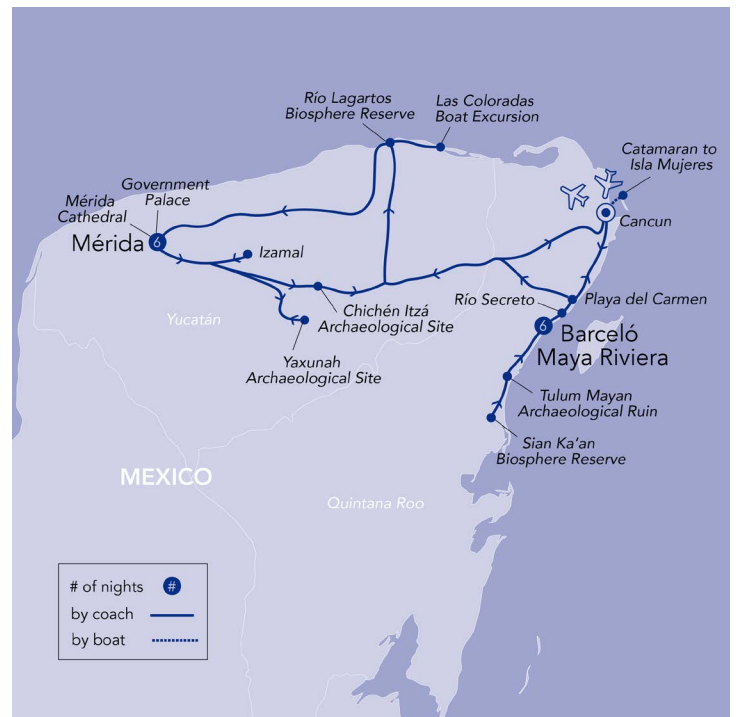 Río Lagartos
Biosphere Reserve
Las Coloradas
Boat Excursion
Catamaran to
Isla Mujeres
Government
Palace
Mérida
Cathedral
Mérida
6
Izamal
Cancun
Chichén Itzá
Archaeological Site
Río Secreto
Playa del Carmen
Yucatán
6
Barceló
Maya Riviera
Yaxunah
Archaeological Site
Tulum Mayan
Archaeological Ruin
Sian Ka'an
Biosphere Reserve
MEXICO
Quintana Roo
# of nights #
by coach
by boat